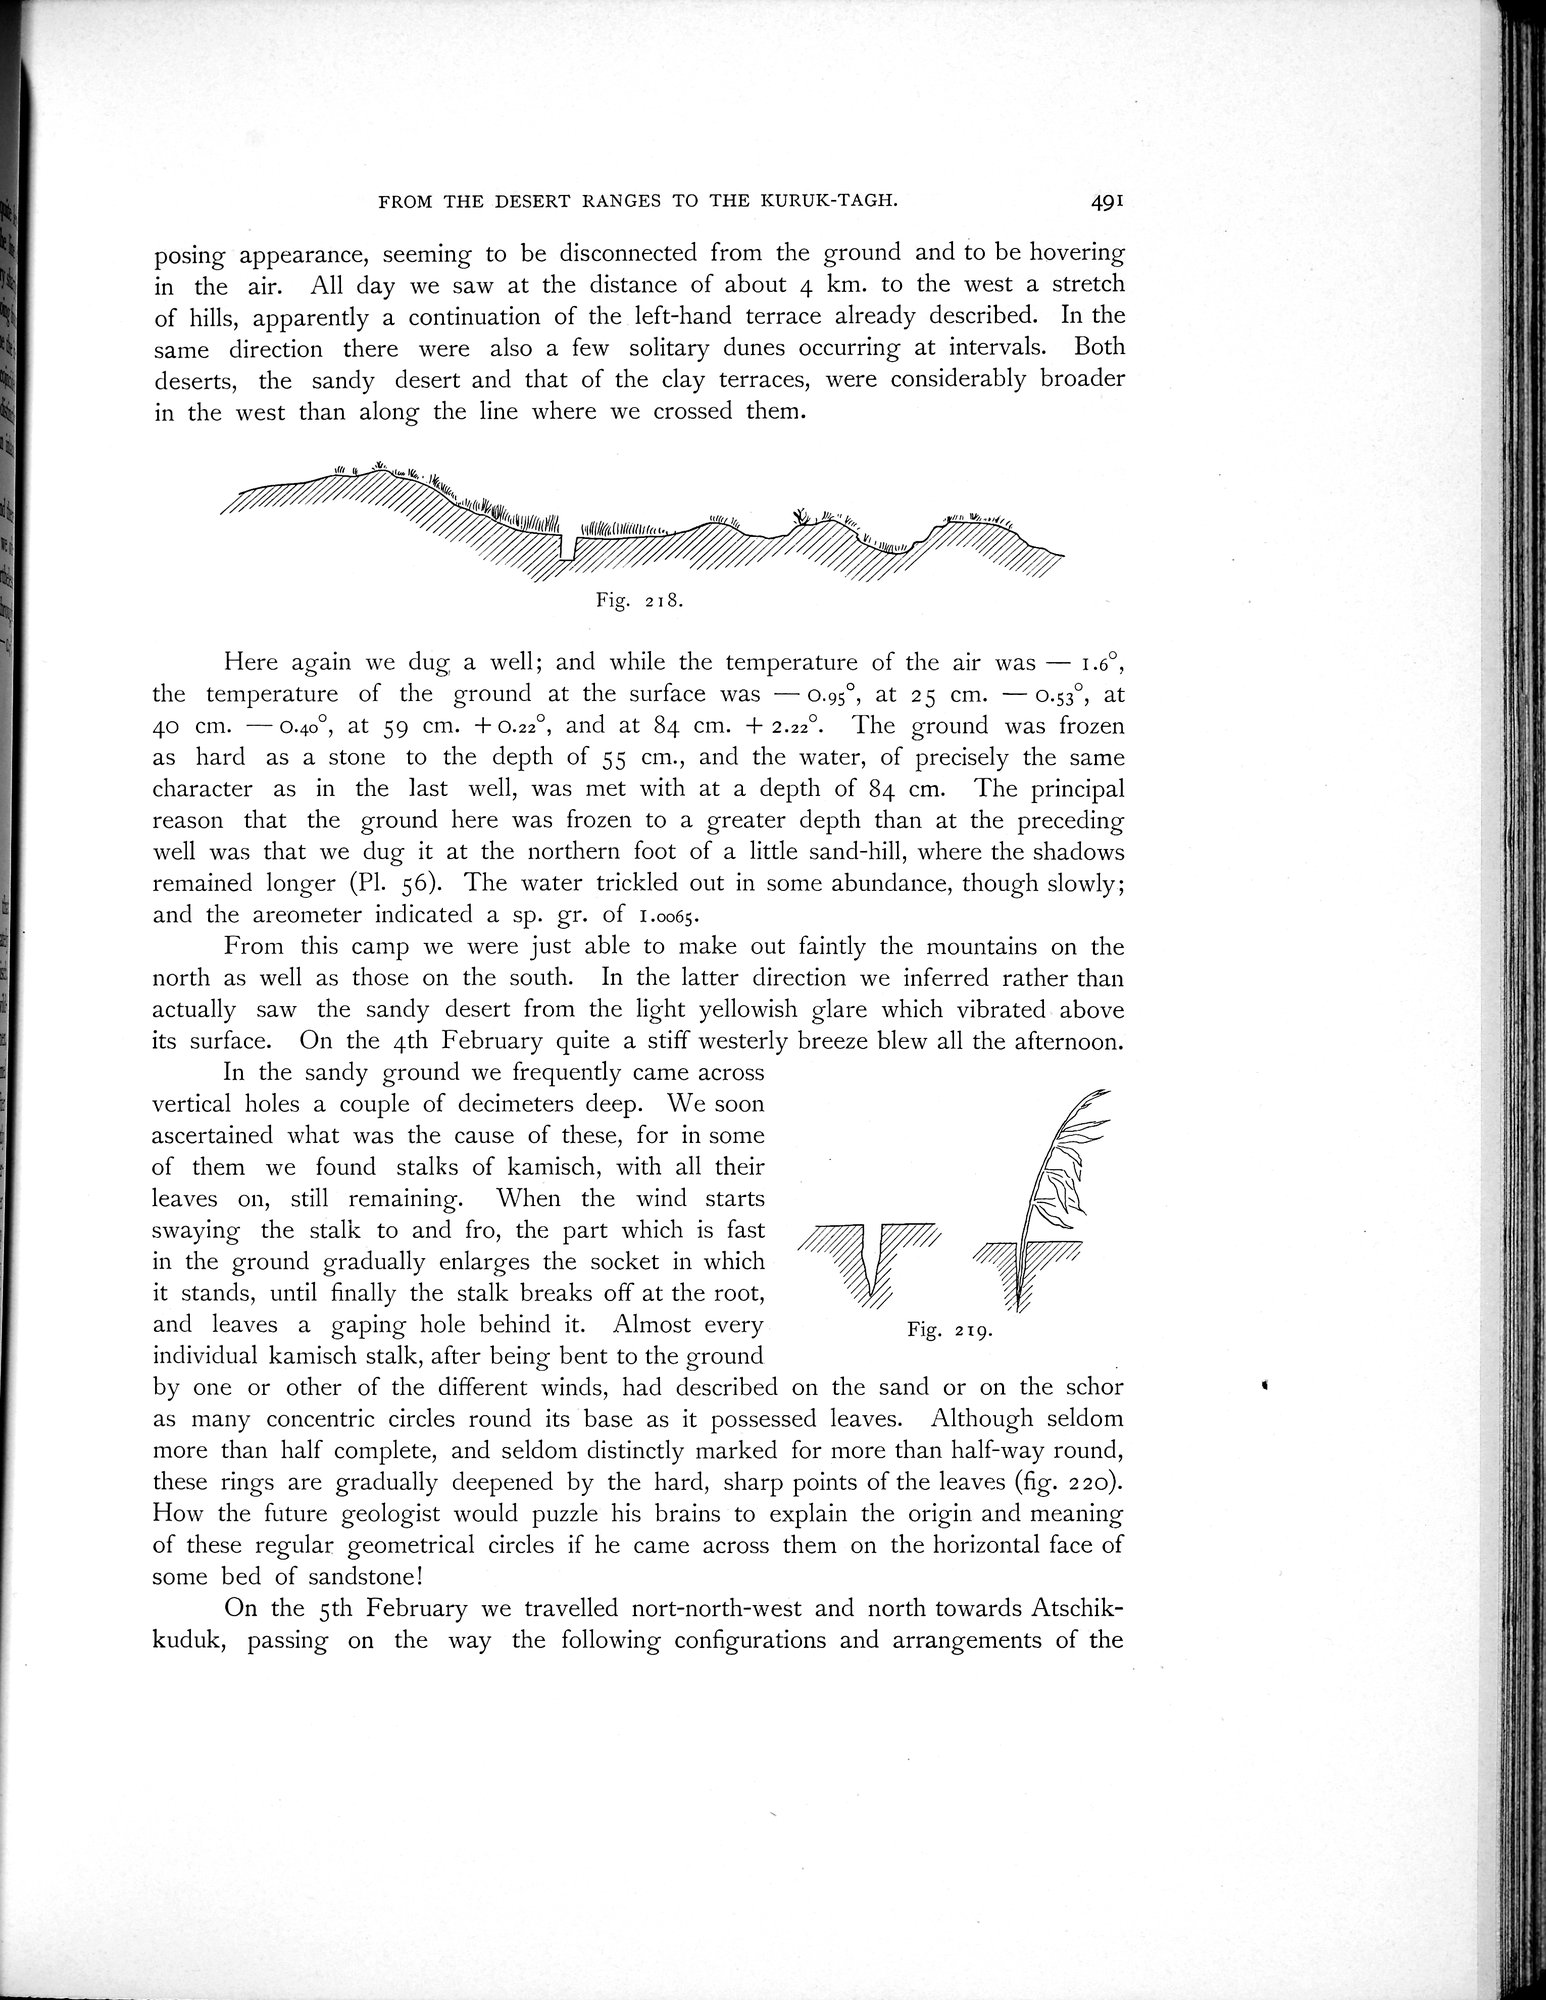 FROM THE DESERT RANGES TO THE KURUK-TAGH. 491
posing appearance, seeming to be disconnected from the ground and to be hovering
in the air. All day we saw at the distance of about 4 km. to the west a stretch
of hills, apparently a continuation of the left-hand terrace already described. In the
same direction there were also a few solitary dunes occurring at intervals. Both
deserts, the sandy desert and that of the clay terraces, were considerably broader
in the west than along the line where we crossed them.
Fig. 218.
Here again we dug a well; and while the temperature of the air was — 1.6°,
the temperature of the ground at the surface was — 0.95°, at 25 cm. — 0.53°, at
40 cm. — 0.40°, at 59 cm. + 0.22°, and at 84 cm. + 2.22°. The ground was frozen
as hard as a stone to the depth of 55 cm., and the water, of precisely the same
character as in the last well, was met with at a depth of 84 cm. The principal
reason that the ground here was frozen to a greater depth than at the preceding
well was that we dug it at the northern foot of a little sand-hill, where the shadows
remained longer (Pl. 56). The water trickled out in some abundance, though slowly;
and the areometer indicated a sp. gr. of 1.0065.
From this camp we were just able to make out faintly the mountains on the
north as well as those on the south. In the latter direction we inferred rather than
actually saw the sandy desert from the light yellowish glare which vibrated above
its surface. On the 4th February quite a stiff westerly breeze blew all the afternoon.
In the sandy ground we frequently came across
vertical holes a couple of decimeters deep. We soon
ascertained what was the cause of these, for in some
of them we found stalks of kamisch, with all their
leaves on, still remaining. When the wind starts
swaying the stalk to and fro, the part which is fast
in the ground gradually enlarges the socket in which
it stands, until finally the stalk breaks off at the root,
and leaves a gaping hole behind it. Almost every
individual kamisch stalk, after being bent to the ground
Fig. 219.
by one or other of the different winds, had described on the sand or on the schor
as many concentric circles round its base as it possessed leaves. Although seldom
more than half complete, and seldom distinctly marked for more than half-way round,
these rings are gradually deepened by the hard, sharp points of the leaves (fig. 220).
How the future geologist would puzzle his brains to explain the origin and meaning
of these regular geometrical circles if he came across them on the horizontal face of
some bed of sandstone!
On the 5th February we travelled nort-north-west and north towards Atschik-
kuduk, passing on the way the following configurations and arrangements of the